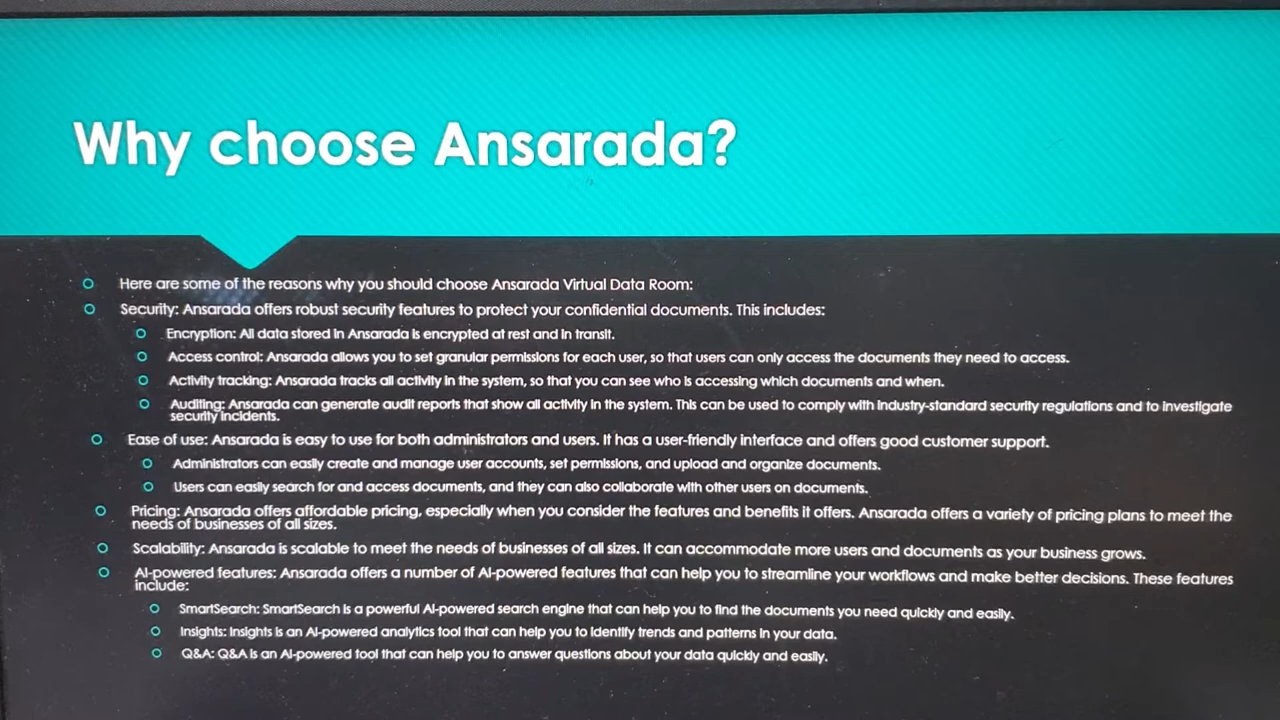 Why choose Ansarada?
Here are some of the reasons why you should choose Ansarada Virtual Data Room:
Security: Ansarada offers robust security features to protect your confidential documents. This includes:
Encryption: All data stored in Ansarada is encrypted at rest and in transit.
Access control: Ansarada allows you to set granular permissions for each user, so that users can only access the documents they need to access.
Activity tracking: Ansarada tracks all activity in the system, so that you can see who is accessing which documents and when.
Auditing: Ansarada can generate audit reports that show all activity in the system. This can be used to comply with industry-standard security regulations and to investigate
security incidents.
Ease of use: Ansarada is easy to use for both administrators and users. It has a user-friendly interface and offers good customer support.
Administrators can easily create and manage user accounts, set permissions, and upload and organize documents.
Users can easily search for and access documents, and they can also collaborate with other users on documents.
Pricing: Ansarada offers affordable pricing, especially when you consider the features and benefits it offers. Ansarada offers a variety of pricing plans to meet the
needs of businesses of all sizes.
Scalability: Ansarada is scalable to meet the needs of businesses of all sizes. It can accommodate more users and documents as your business grows.
AI-powered features: Ansarada offers a number of AI-powered features that can help you to streamline your workflows and make better decisions. These features
include:
SmartSearch: SmartSearch is a powerful AI-powered search engine that can help you to find the documents you need quickly and easily.
Insights: Insights is an AI-powered analytics tool that can help you to identify trends and patterns in your data.
Q&A: Q&A is an AI-powered tool that can help you to answer questions about your data quickly and easily.